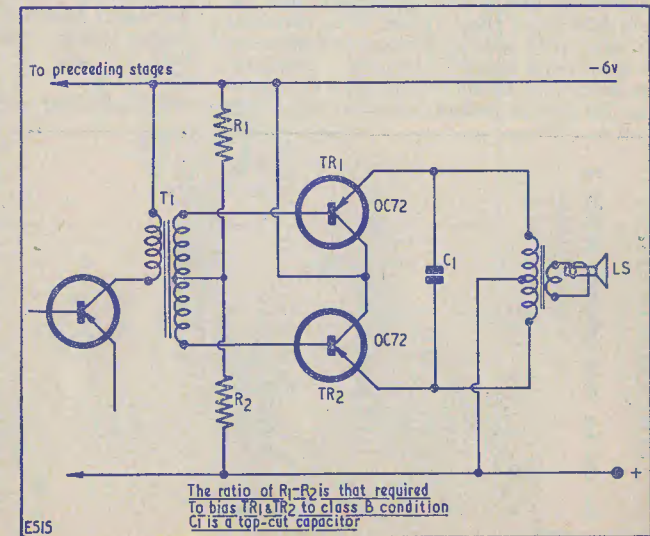 To preceeding stages
−6v
R1
TR1
T1
OC72
C1
LS
OC72
R2
TR2
+
The ratio of R1–R2 is that required
To bias TR1 & TR2 to class B condition
C1 is a top-cut capacitor
E515